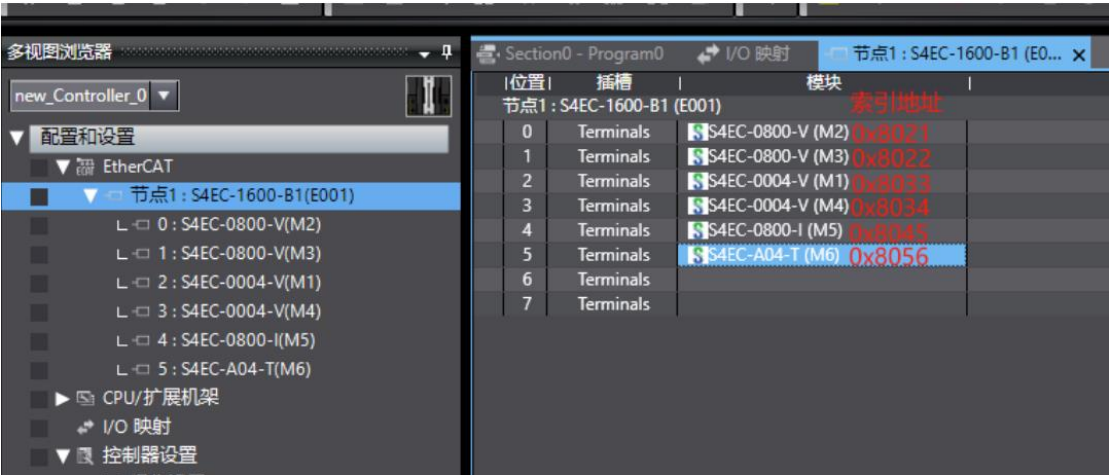 多视图浏览器
new_Controller_0
配置和设置
EtherCAT
节点1 : S4EC-1600-B1(E001)
0 : S4EC-0800-V(M2)
1 : S4EC-0800-V(M3)
2 : S4EC-0004-V(M1)
3 : S4EC-0004-V(M4)
4 : S4EC-0800-I(M5)
5 : S4EC-A04-T(M6)
CPU/扩展机架
I/O 映射
控制器设置
Section0 - Program0 I/O 映射 节点1 : S4EC-1600-B1 (E0... x
位置 插槽 模块
节点1 : S4EC-1600-B1 (E001) 索引地址
0 Terminals S4EC-0800-V (M2) 0x8021
1 Terminals S4EC-0800-V (M3) 0x8022
2 Terminals S4EC-0004-V (M1) 0x8033
3 Terminals S4EC-0004-V (M4) 0x8034
4 Terminals S4EC-0800-I (M5) 0x8045
5 Terminals S4EC-A04-T (M6) 0x8056
6 Terminals
7 Terminals